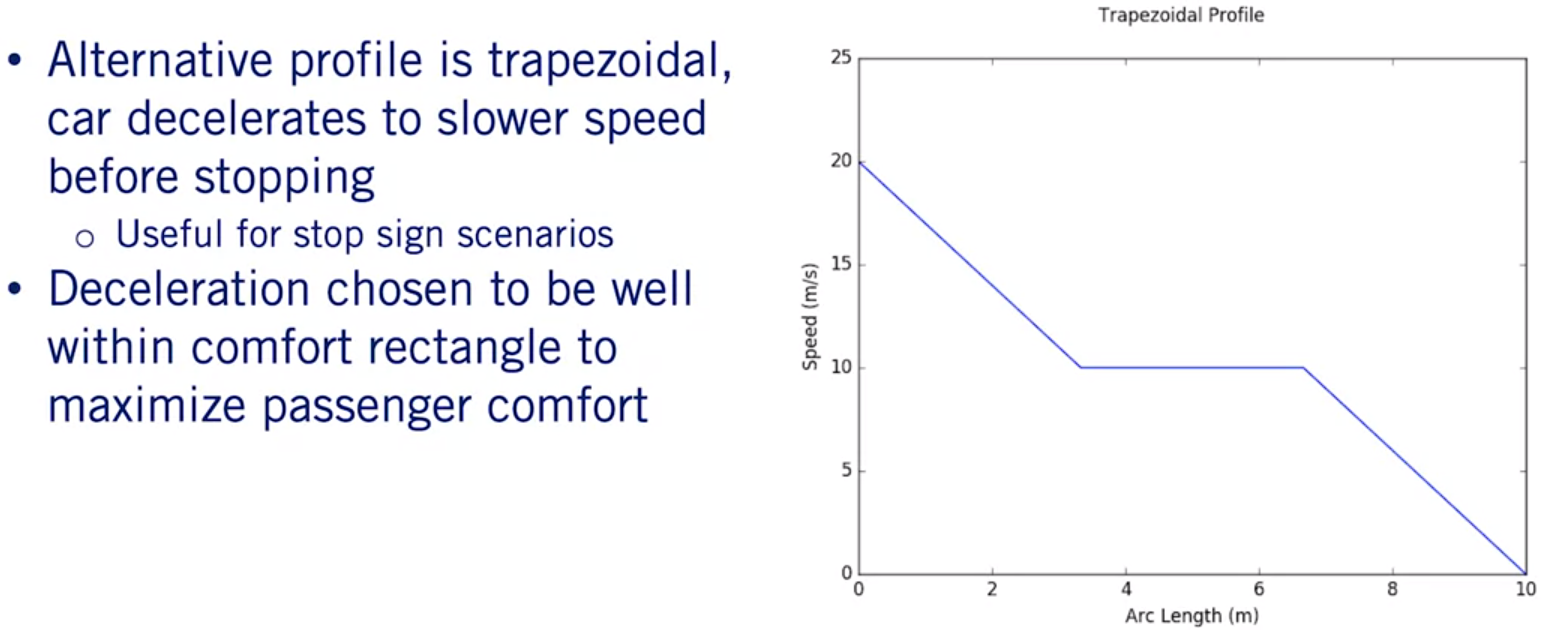 • Alternative profile is trapezoidal,
car decelerates to slower speed
before stopping
o Useful for stop sign scenarios
• Deceleration chosen to be well
within comfort rectangle to
maximize passenger comfort
Trapezoidal Profile
25
20
15
10
5
0
Speed (m/s)
0 2 4 6 8 10
Arc Length (m)